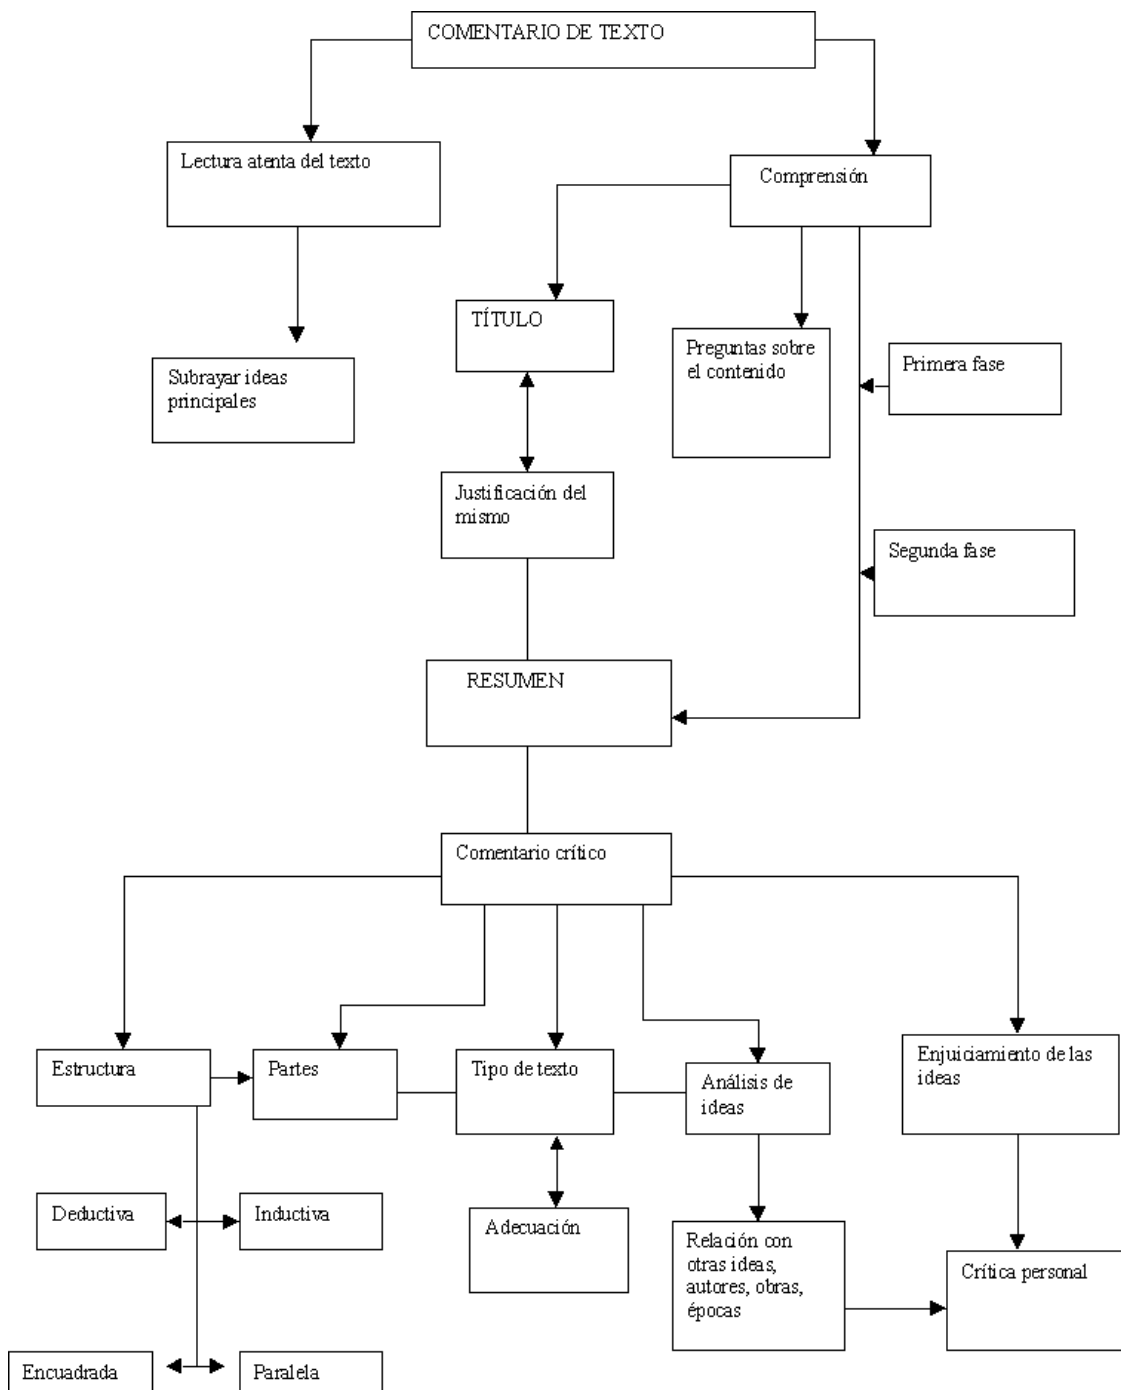 COMENTARIO DE TEXTO
Lectura atenta del texto
Comprensión
TÍTULO
Preguntas sobre
el contenido
Primera fase
Subrayar ideas
principales
Justificación del
mismo
Segunda fase
RESUMEN
Comentario crítico
Estructura
Partes
Tipo de texto
Análisis de
ideas
Enjuiciamiento de las
ideas
Deductiva
Inductiva
Adecuación
Relación con
otras ideas,
autores, obras,
épocas
Crítica personal
Encuadrada
Paralela